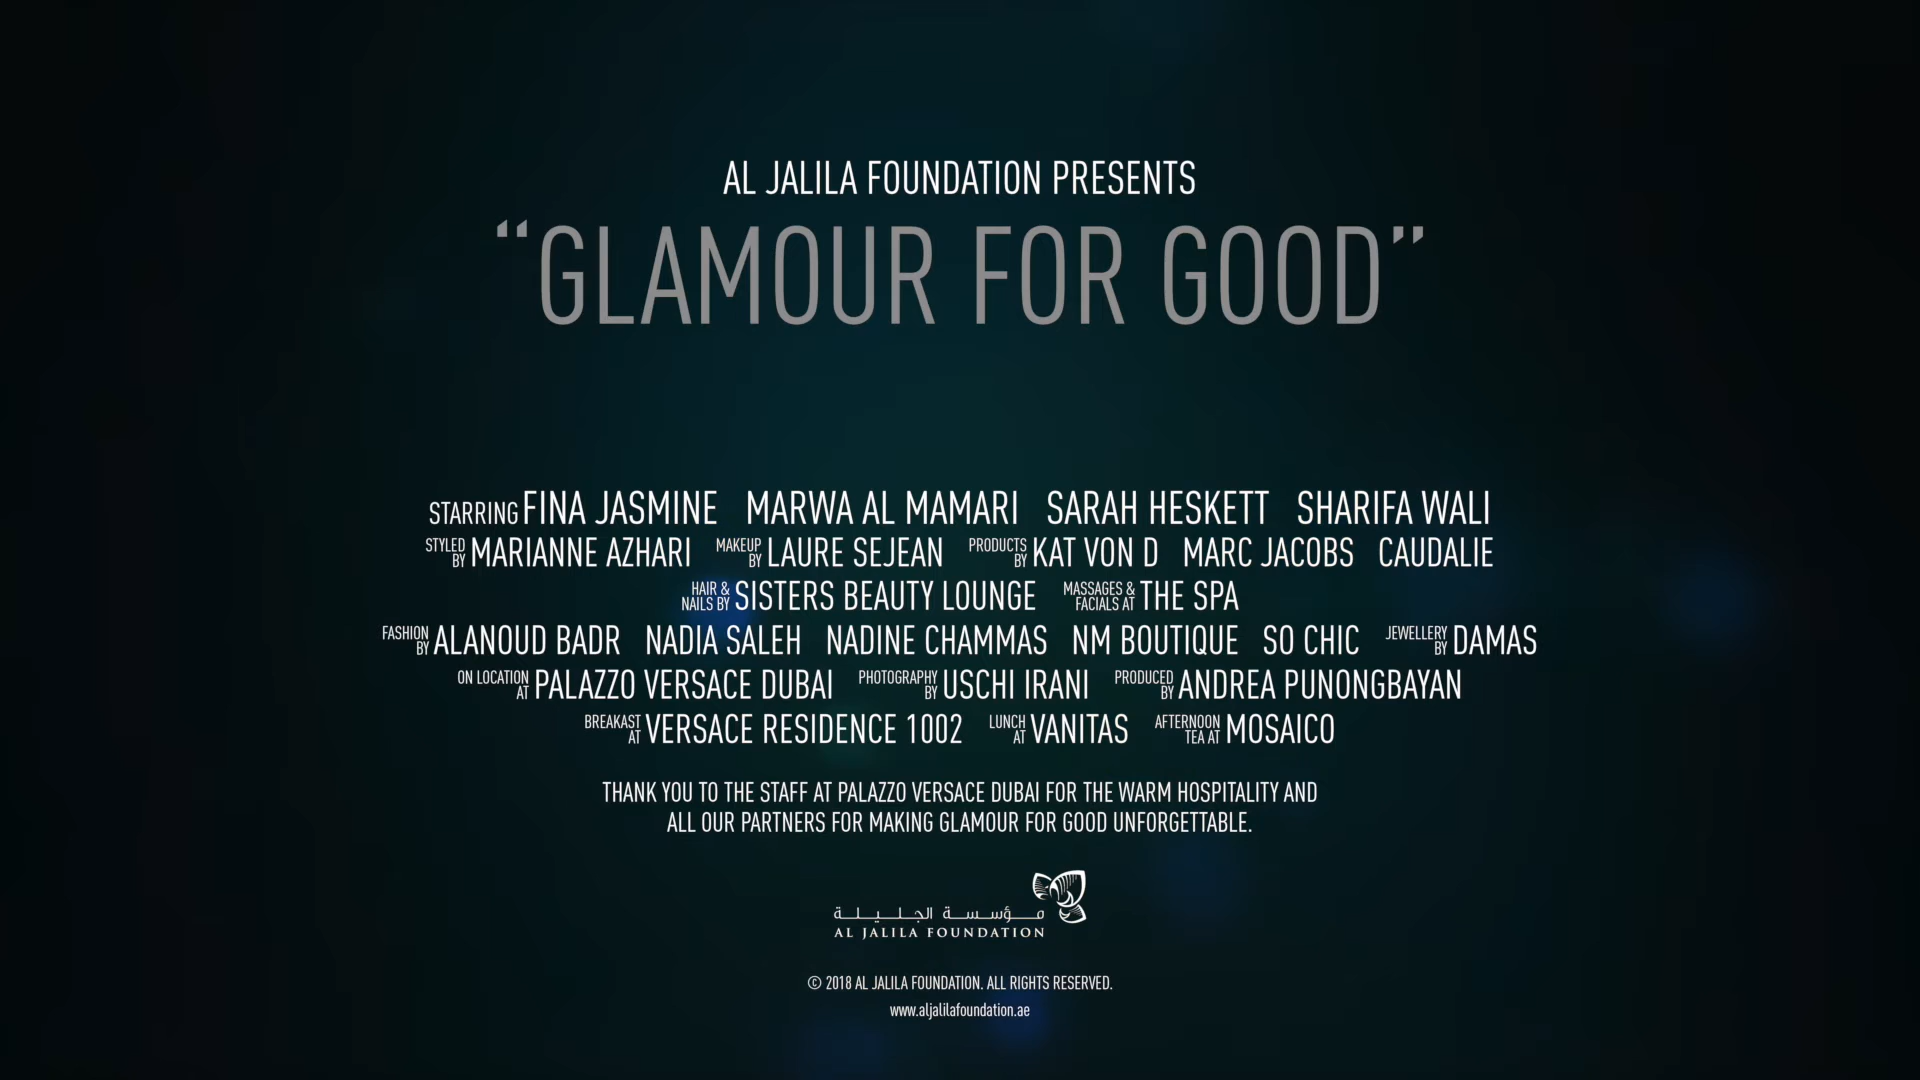 AL JALILA FOUNDATION PRESENTS
“GLAMOUR FOR GOOD”
STARRING FINA JASMINE MARWA AL MAMARI SARAH HESKETT SHARIFA WALI
STYLED BY MARIANNE AZHARI MAKEUP BY LAURE SEJEAN PRODUCTS BY KAT VON D MARC JACOBS CAUDALIE
HAIR & NAILS BY SISTERS BEAUTY LOUNGE MASSAGES & FACIALS AT THE SPA
FASHION BY ALANOUD BADR NADIA SALEH NADINE CHAMMAS NM BOUTIQUE SO CHIC JEWELLERY BY DAMAS
ON LOCATION AT PALAZZO VERSACE DUBAI PHOTOGRAPHY BY USCHI IRANI PRODUCED BY ANDREA PUNONGBAYAN
BREAKAST AT VERSACE RESIDENCE 1002 LUNCH AT VANITAS AFTERNOON TEA AT MOSAICO
THANK YOU TO THE STAFF AT PALAZZO VERSACE DUBAI FOR THE WARM HOSPITALITY AND
ALL OUR PARTNERS FOR MAKING GLAMOUR FOR GOOD UNFORGETTABLE.
مؤسسة الجليلة
AL JALILA FOUNDATION
© 2018 AL JALILA FOUNDATION. ALL RIGHTS RESERVED.
www.aljalilafoundation.ae